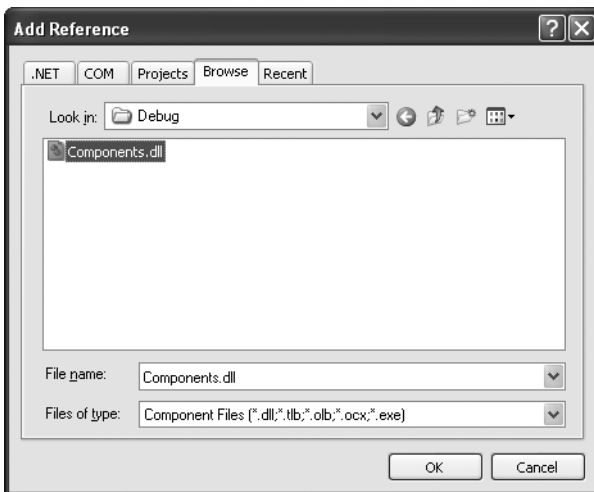 Add Reference
.NET COM Projects Browse Recent
Look in: Debug
Components.dll
File name: Components.dll
Files of type: Component Files (*.dll;*.tlb;*.olb;*.ocx;*.exe)
OK Cancel